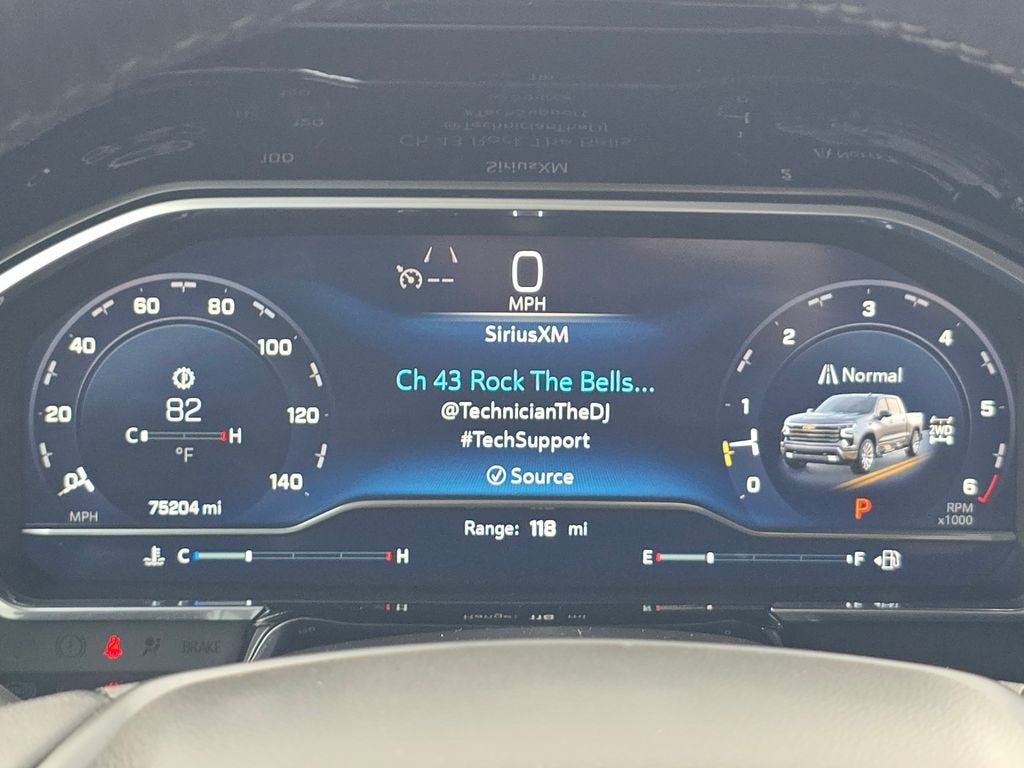 0
MPH
SiriusXM
Ch 43 Rock The Bells...
@TechnicianTheDJ
#TechSupport
Source
0
20
40
60
80
100
120
140
MPH
82
C H
°F
75204 mi
0
1
2
3
4
5
6
Normal
2WD
P
RPM
x1000
Range: 118 mi
C H
E F
BRAKE